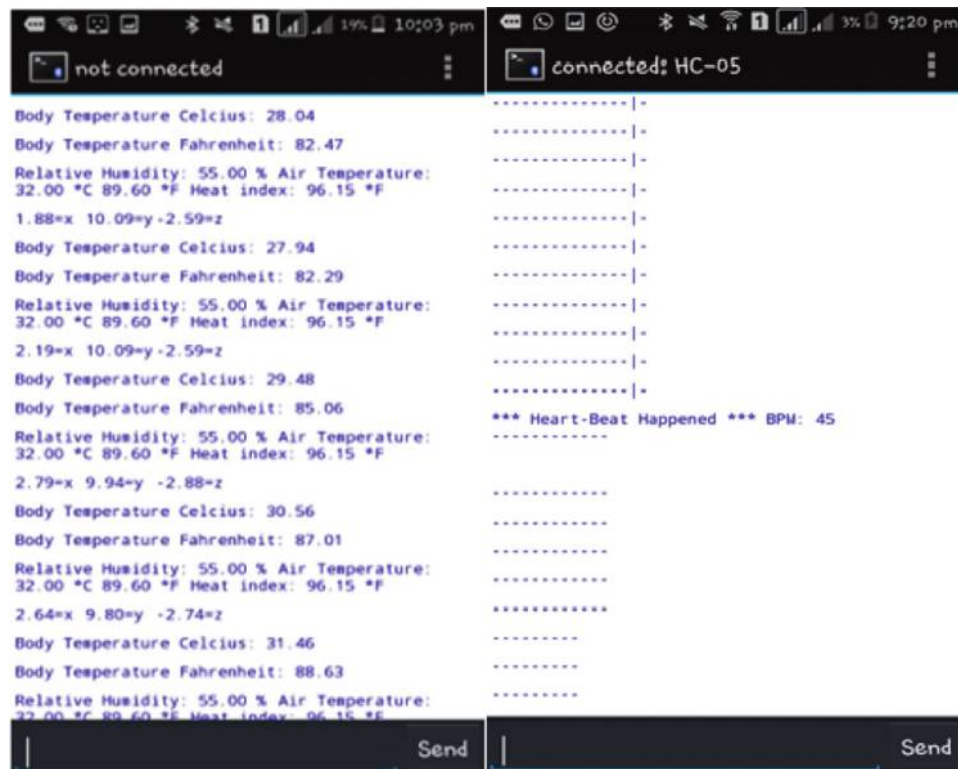 19% 10:03 pm
not connected
Body Temperature Celcius: 28.04
Body Temperature Fahrenheit: 82.47
Relative Humidity: 55.00 % Air Temperature:
32.00 *C 89.60 *F Heat index: 96.15 *F
1.88=x 10.09=y -2.59=z
Body Temperature Celcius: 27.94
Body Temperature Fahrenheit: 82.29
Relative Humidity: 55.00 % Air Temperature:
32.00 *C 89.60 *F Heat index: 96.15 *F
2.19=x 10.09=y -2.59=z
Body Temperature Celcius: 29.48
Body Temperature Fahrenheit: 85.06
Relative Humidity: 55.00 % Air Temperature:
32.00 *C 89.60 *F Heat index: 96.15 *F
2.79=x 9.94=y -2.88=z
Body Temperature Celcius: 30.56
Body Temperature Fahrenheit: 87.01
Relative Humidity: 55.00 % Air Temperature:
32.00 *C 89.60 *F Heat index: 96.15 *F
2.64=x 9.80=y -2.74=z
Body Temperature Celcius: 31.46
Body Temperature Fahrenheit: 88.63
Relative Humidity: 55.00 % Air Temperature:
32.00 *C 89.60 *F Heat index: 96.15 *F
Send
3% 9:20 pm
connected: HC-05
--------------|-
--------------|-
--------------|-
--------------|-
--------------|-
--------------|-
--------------|-
--------------|-
--------------|-
--------------|-
--------------|-
*** Heart-Beat Happened *** BPM: 45
------------
------------
------------
------------
------------
------------
---------
---------
---------
Send